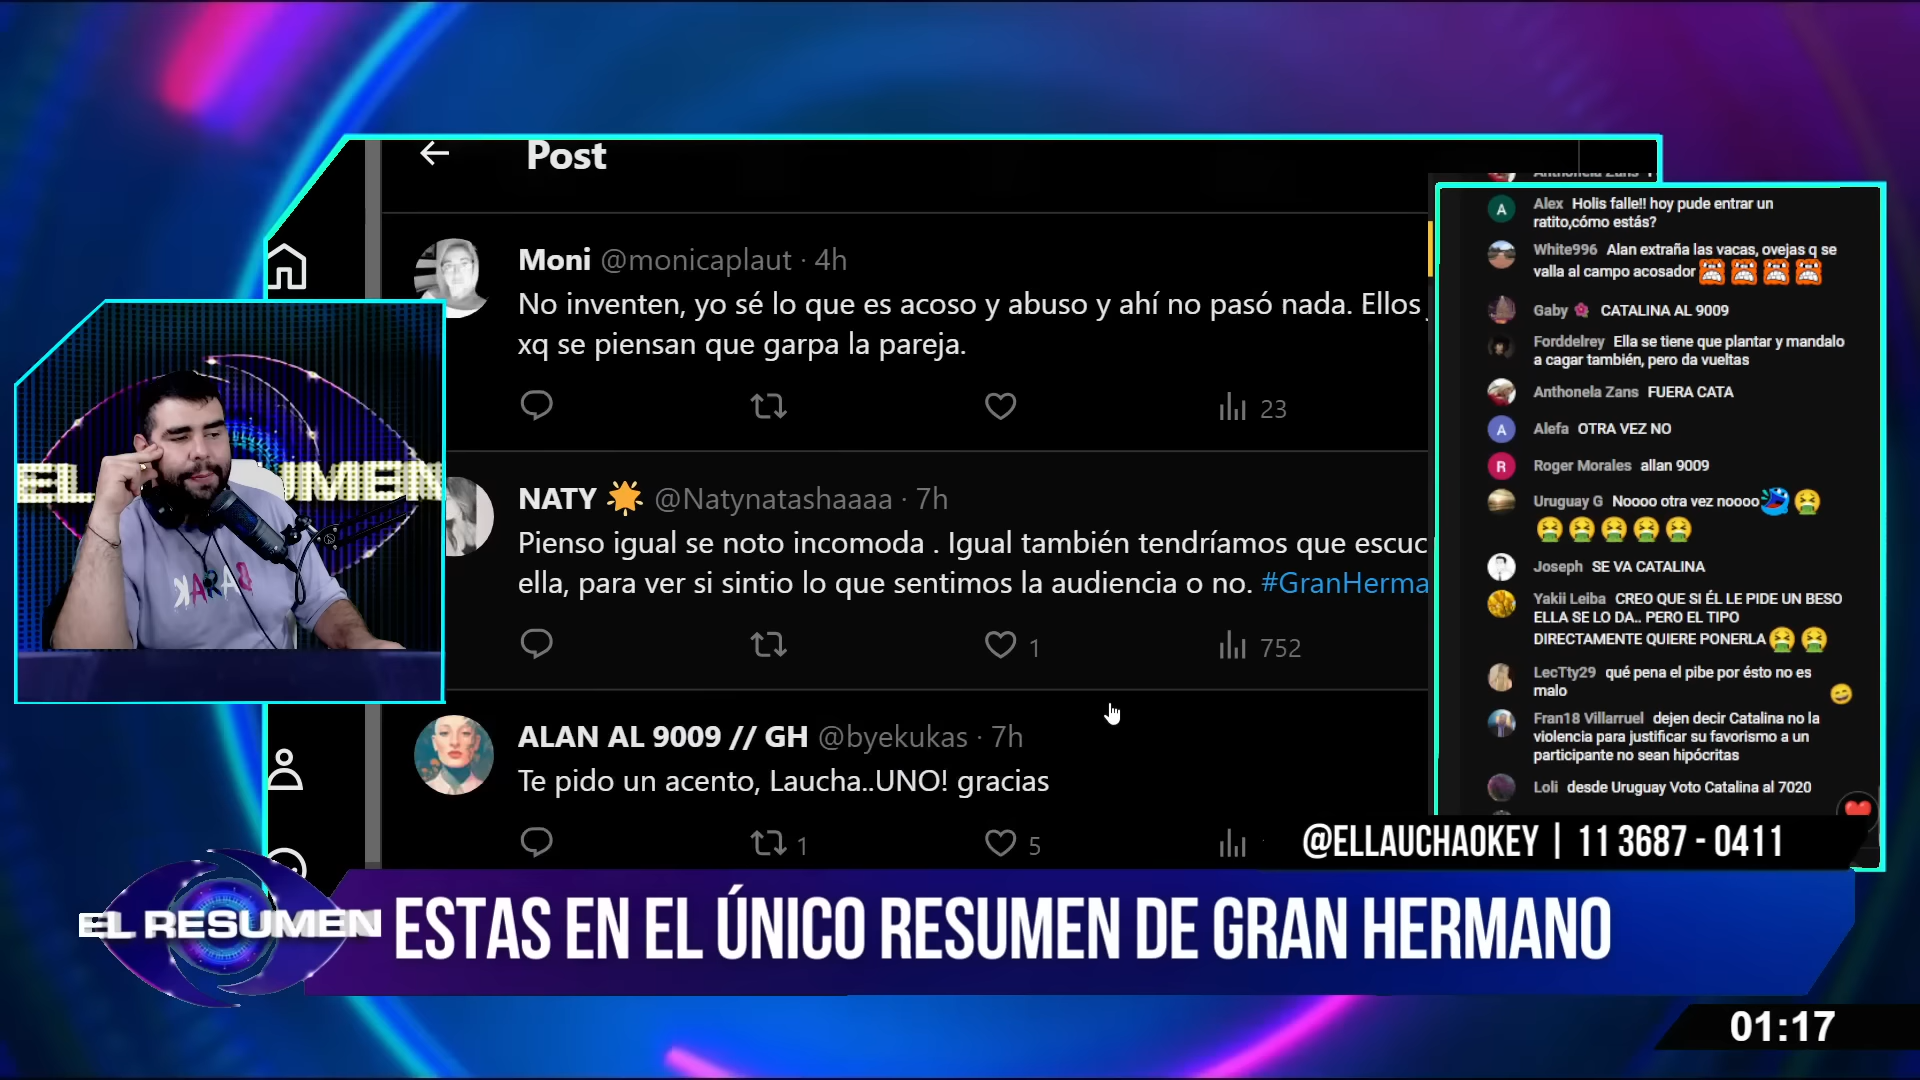 Post
Moni @monicaplaut · 4h
No inventen, yo sé lo que es acoso y abuso y ahí no pasó nada. Ellos
xq se piensan que garpa la pareja.
23
NATY @Natynatashaaaa · 7h
Pienso igual se noto incomoda . Igual también tendríamos que escuc
ella, para ver si sintio lo que sentimos la audiencia o no. #GranHerma
1
752
ALAN AL 9009 // GH @byekukas · 7h
Te pido un acento, Laucha..UNO! gracias
1
5
Anthonela Zans
A
Alex Holis falle!! hoy pude entrar un
ratito,cómo estás?
White996 Alan extraña las vacas, ovejas q se
valla al campo acosador
Gaby CATALINA AL 9009
Forddelrey Ella se tiene que plantar y mandalo
a cagar también, pero da vueltas
Anthonela Zans FUERA CATA
A
Alefa OTRA VEZ NO
R
Roger Morales allan 9009
Uruguay G Noooo otra vez noooo
Joseph SE VA CATALINA
Yakii Leiba CREO QUE SI ÉL LE PIDE UN BESO
ELLA SE LO DA.. PERO EL TIPO
DIRECTAMENTE QUIERE PONERLA
LecTty29 qué pena el pibe por ésto no es
malo
Fran18 Villarruel dejen decir Catalina no la
violencia para justificar su favorismo a un
participante no sean hipócritas
Loli desde Uruguay Voto Catalina al 7020
EL UMEN
BARAK
@ELLAUCHAOKEY | 11 3687 - 0411
EL RESUMEN
ESTAS EN EL ÚNICO RESUMEN DE GRAN HERMANO
01:17